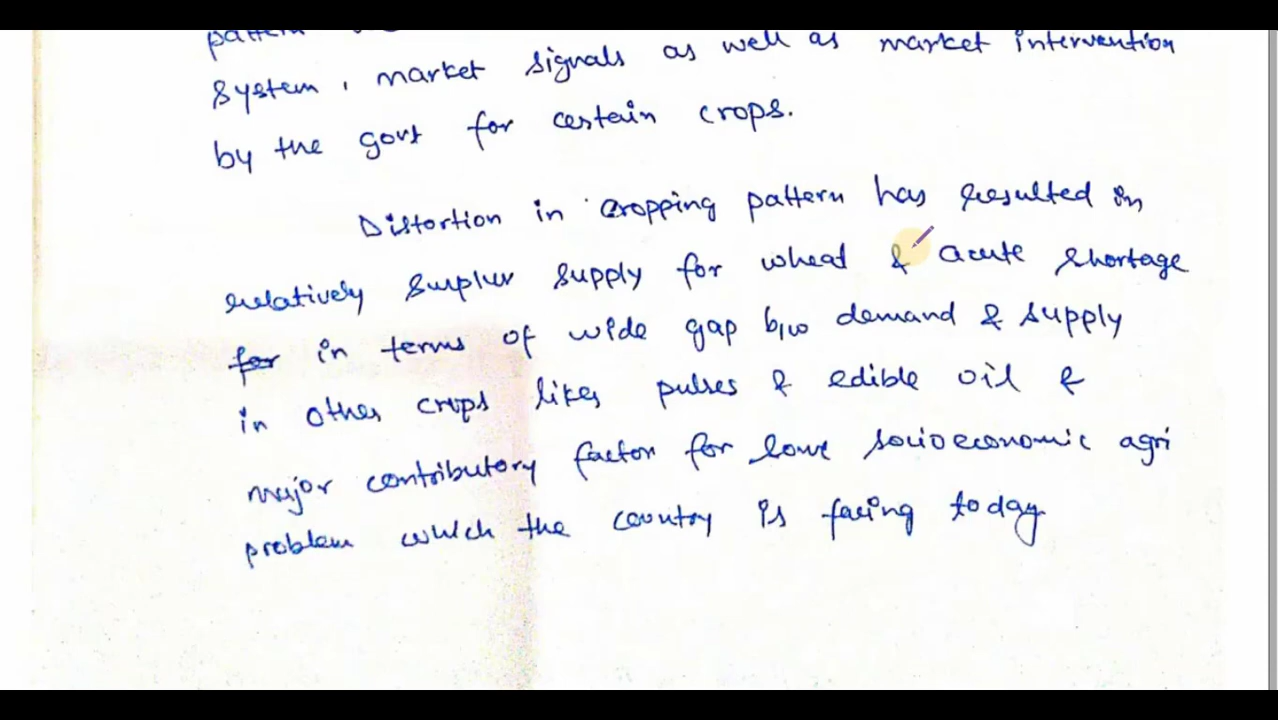 pattern
System, market signals as well as market intervention
by the govt for certain crops.
Distortion in cropping pattern has resulted in
relatively surplus supply for wheat & acute shortage
for in terms of wide gap b/w demand & supply
in other crops likes pulses & edible oil &
major contributory factor for socioeconomic agri
problem which the country is facing today